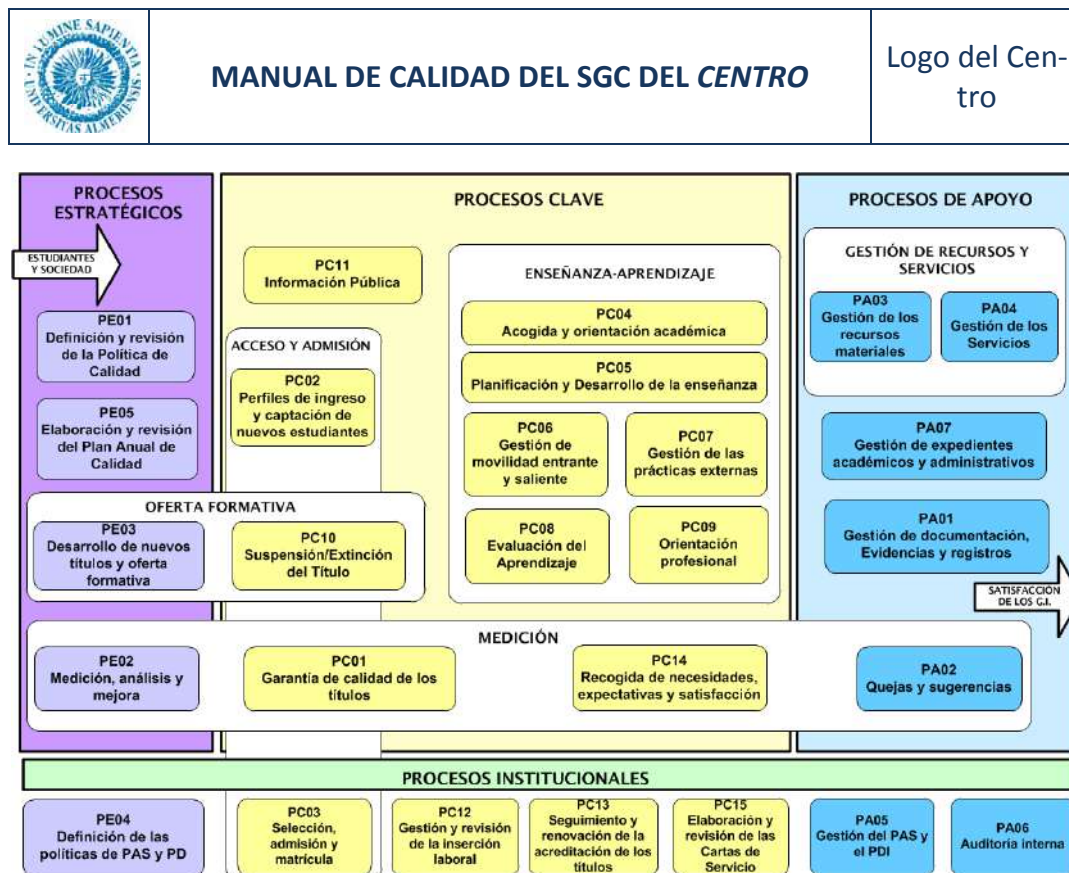 IN LUMINE SAPIENTIA
UNIVERSITAS ALMERIENSIS
MANUAL DE CALIDAD DEL SGC DEL CENTRO
Logo del Cen-
tro
PROCESOS
ESTRATÉGICOS
ESTUDIANTES
Y SOCIEDAD
PE01
Definición y revisión
de la Política de
Calidad
PE05
Elaboración y revisión
del Plan Anual de
Calidad
PROCESOS CLAVE
PC11
Información Pública
ACCESO Y ADMISIÓN
PC02
Perfiles de ingreso
y captación de
nuevos estudiantes
ENSEÑANZA-APRENDIZAJE
PC04
Acogida y orientación académica
PC05
Planificación y Desarrollo de la enseñanza
PC06
Gestión de
movilidad entrante
y saliente
PC07
Gestión de las
prácticas externas
PC08
Evaluación del
Aprendizaje
PC09
Orientación
profesional
PROCESOS DE APOYO
GESTIÓN DE RECURSOS Y
SERVICIOS
PA03
Gestión de los
recursos
materiales
PA04
Gestión de los
Servicios
PA07
Gestión de expedientes
académicos y administrativos
PA01
Gestión de documentación,
Evidencias y registros
SATISFACCIÓN
DE LOS G.I.
OFERTA FORMATIVA
PE03
Desarrollo de nuevos
títulos y oferta
formativa
PC10
Suspensión/Extinción
del Título
MEDICIÓN
PE02
Medición, análisis y
mejora
PC01
Garantía de calidad de los
títulos
PC14
Recogida de necesidades,
expectativas y satisfacción
PA02
Quejas y sugerencias
PROCESOS INSTITUCIONALES
PE04
Definición de las
políticas de PAS y PD
PC03
Selección,
admisión y
matrícula
PC12
Gestión y revisión
de la inserción
laboral
PC13
Seguimiento y
renovación de la
acreditación de los
títulos
PC15
Elaboración y
revisión de las
Cartas de
Servicio
PA05
Gestión del PAS y
el PDI
PA06
Auditoría interna